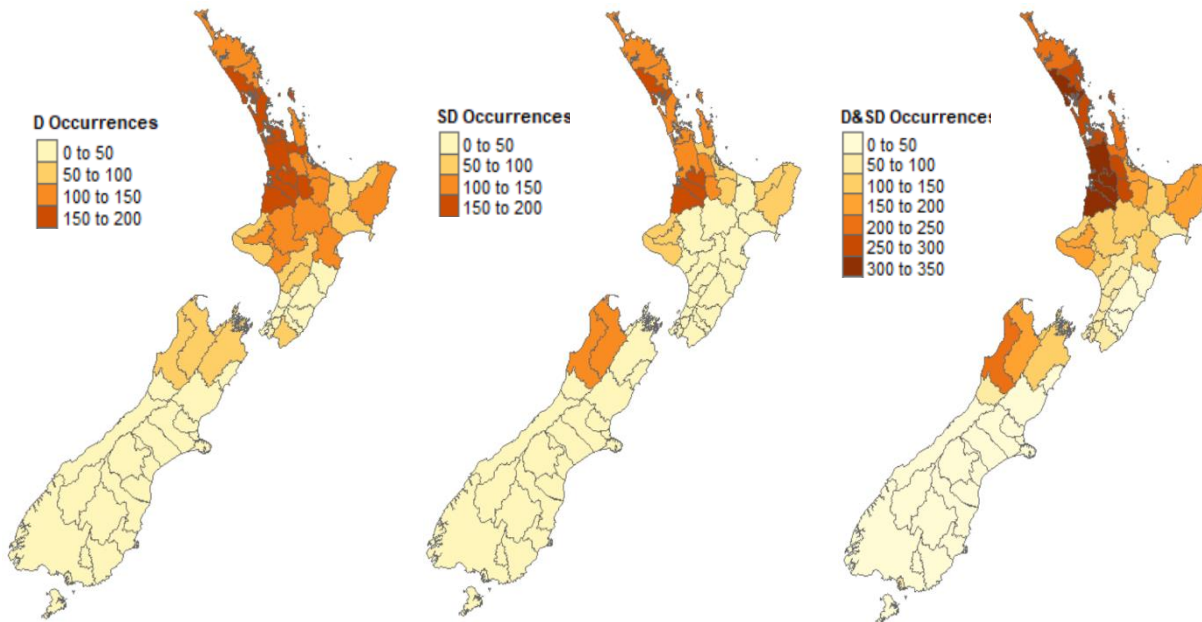 D Occurrences
0 to 50
50 to 100
100 to 150
150 to 200
SD Occurrences
0 to 50
50 to 100
100 to 150
150 to 200
D&SD Occurrences
0 to 50
50 to 100
100 to 150
150 to 200
200 to 250
250 to 300
300 to 350